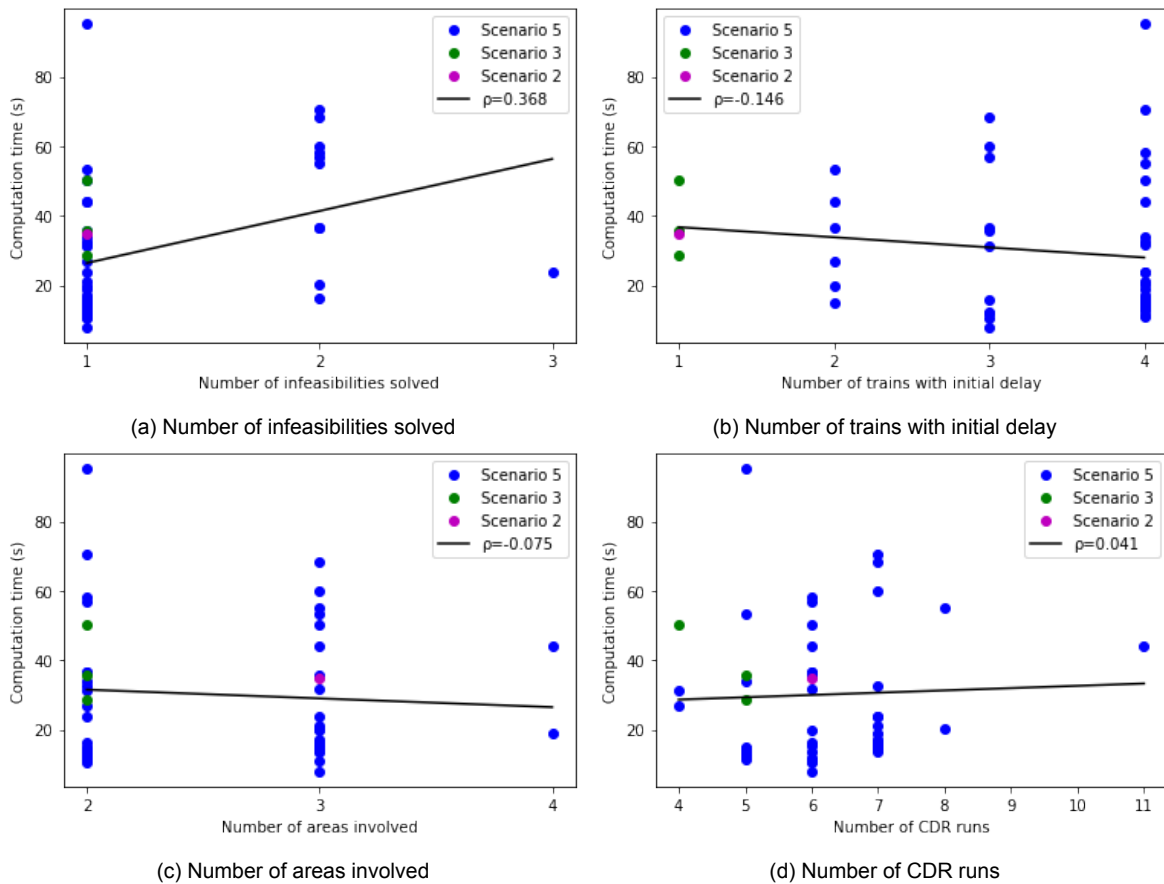 80
60
40
20
Computation time (s)
Scenario 5
Scenario 3
Scenario 2
ρ=0.368
1
2
3
Number of infeasibilities solved
(a) Number of infeasibilities solved
80
60
40
20
Computation time (s)
Scenario 5
Scenario 3
Scenario 2
ρ=-0.146
1
2
3
4
Number of trains with initial delay
(b) Number of trains with initial delay
80
60
40
20
Computation time (s)
Scenario 5
Scenario 3
Scenario 2
ρ=-0.075
2
3
4
Number of areas involved
(c) Number of areas involved
80
60
40
20
Computation time (s)
Scenario 5
Scenario 3
Scenario 2
ρ=0.041
4
5
6
7
8
9
10
11
Number of CDR runs
(d) Number of CDR runs